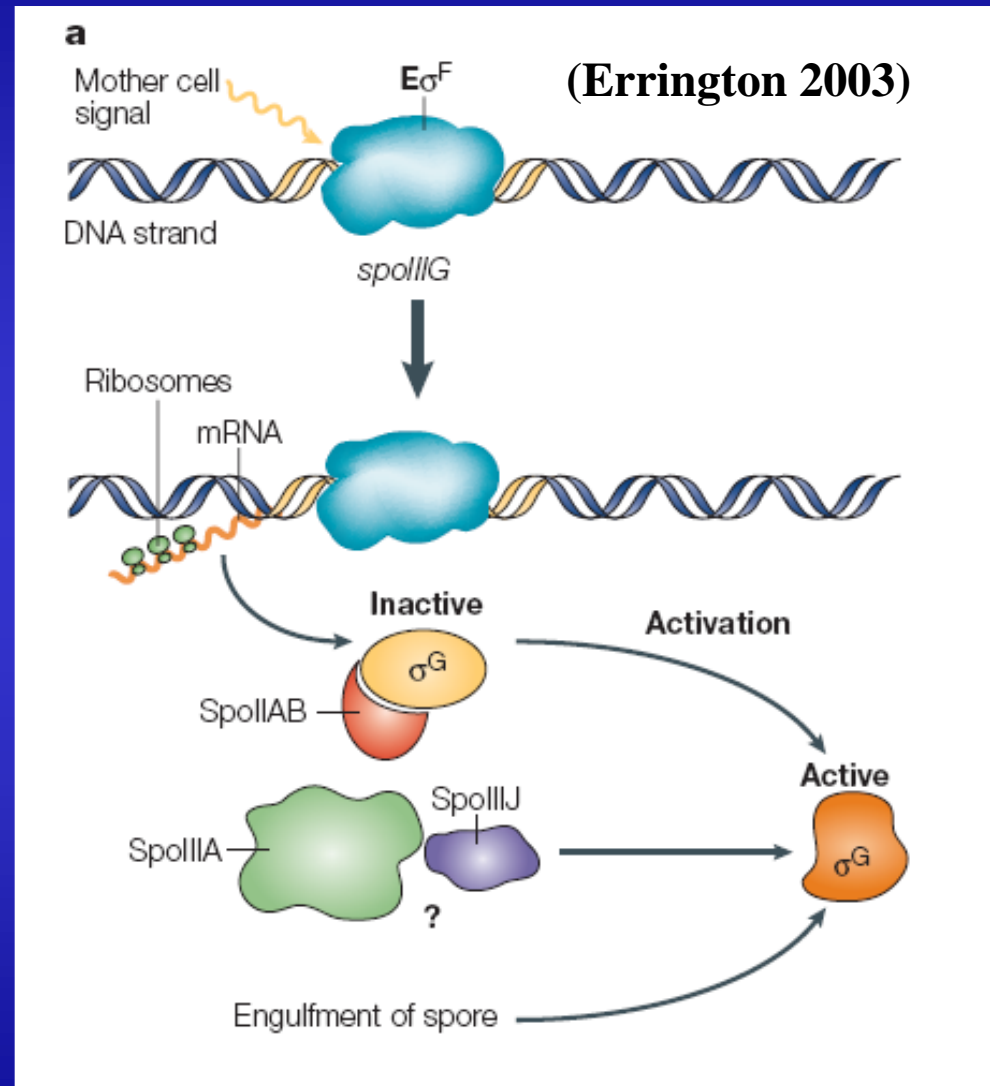 a
Mother cell
signal
EσF
(Errington 2003)
DNA strand
spoIIIG
Ribosomes
mRNA
Inactive
Activation
σG
SpoIIAB
Active
SpoIIIJ
SpoIIIA
σG
?
Engulfment of spore